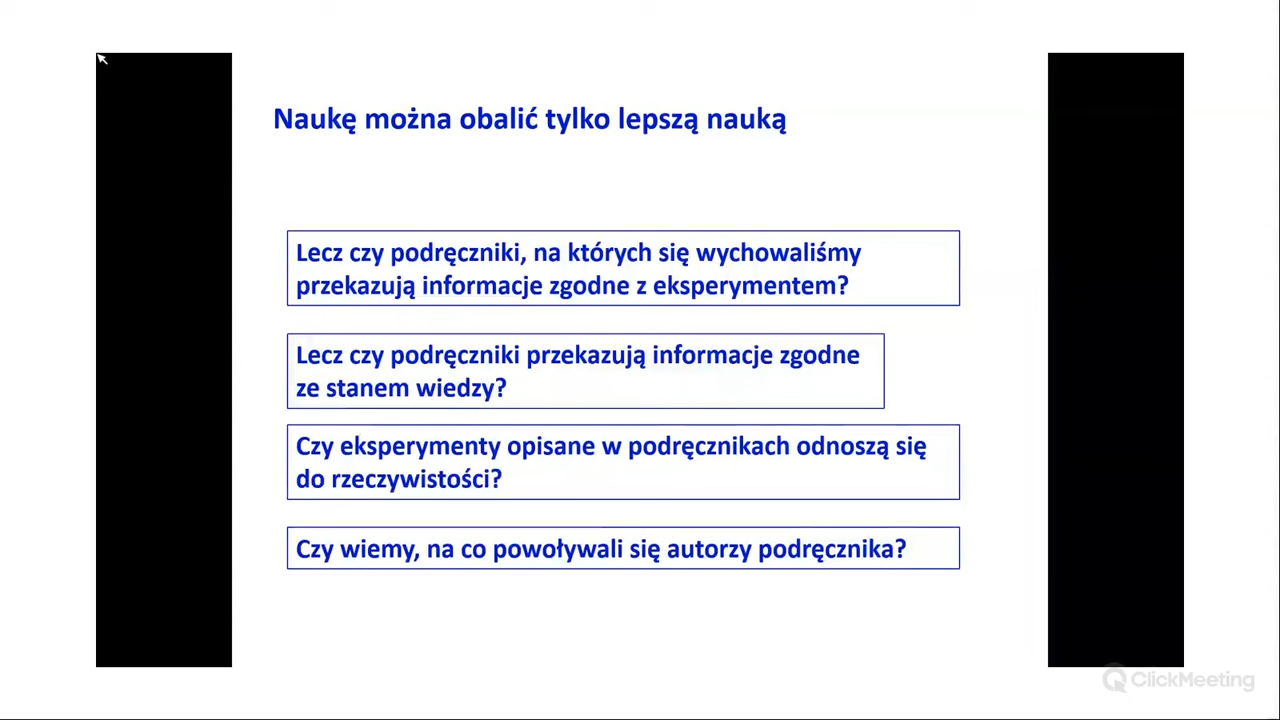 Naukę można obalić tylko lepszą nauką
Lecz czy podręczniki, na których się wychowaliśmy
przekazują informacje zgodne z eksperymentem?
Lecz czy podręczniki przekazują informacje zgodne
ze stanem wiedzy?
Czy eksperymenty opisane w podręcznikach odnoszą się
do rzeczywistości?
Czy wiemy, na co powoływali się autorzy podręcznika?
ClickMeeting